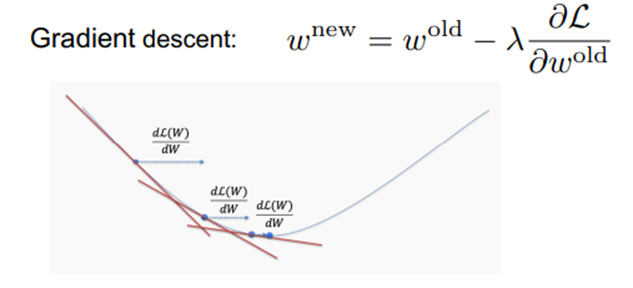 Gradient descent: w^new = w^old − λ ∂ℒ/∂w^old
dℒ(W)/dW
dℒ(W)/dW
dℒ(W)/dW